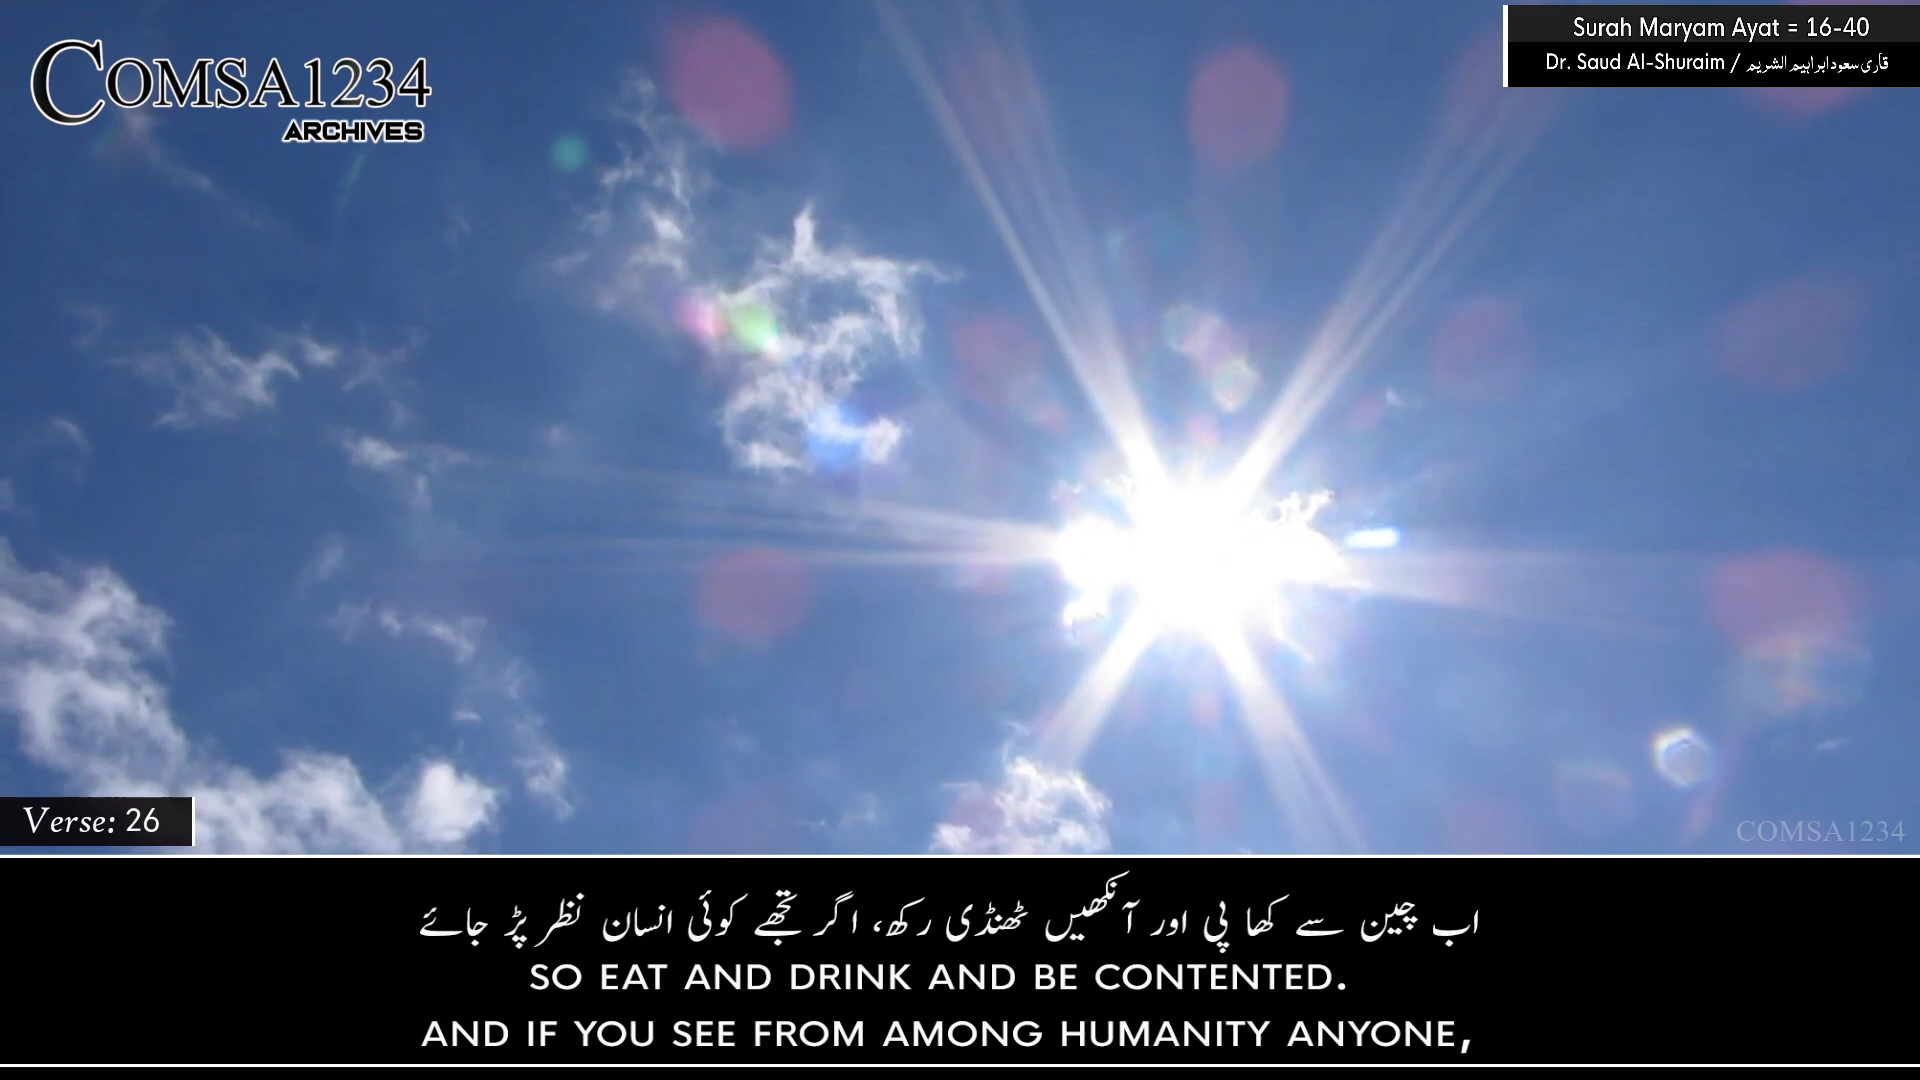 COMSA1234
ARCHIVES
Surah Maryam Ayat = 16-40
Dr. Saud Al-Shuraim / قاری سعود ابراہیم الشریم
Verse: 26
COMSA1234
اب چین سے کھا پی اور آنکھیں ٹھنڈی رکھ، اگر تجھے کوئی انسان نظر پڑ جائے
SO EAT AND DRINK AND BE CONTENTED.
AND IF YOU SEE FROM AMONG HUMANITY ANYONE,